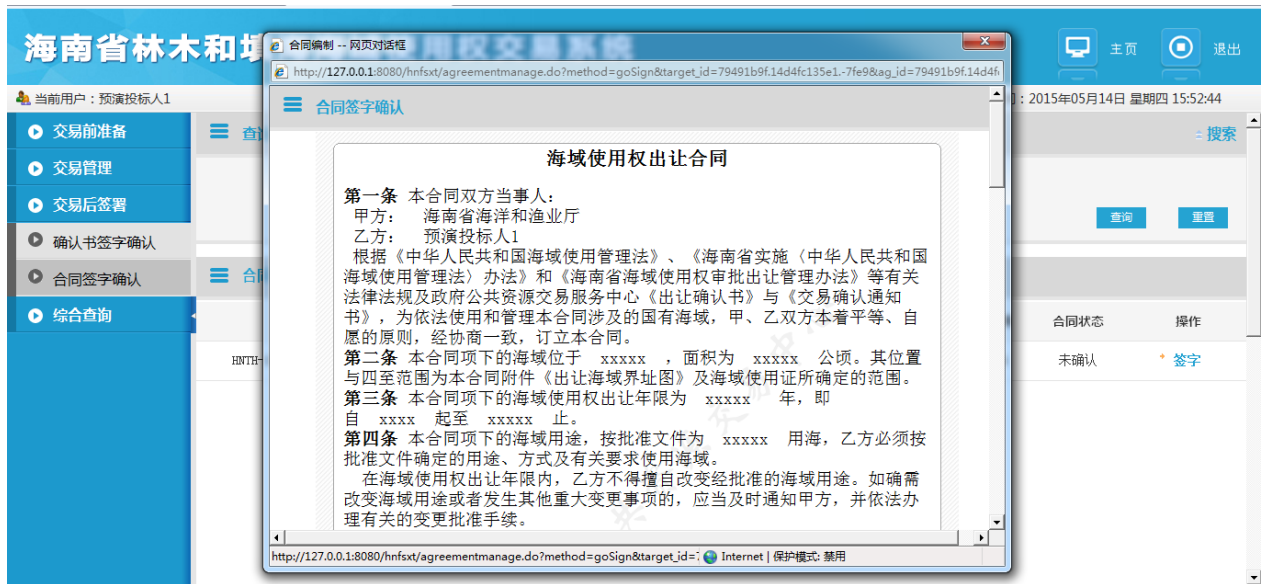 海南省林木和
用权交易系统
主页
退出
当前用户：预演投标人1
：2015年05月14日 星期四 15:52:44
交易前准备
交易管理
交易后签署
确认书签字确认
合同签字确认
综合查询
搜索
查询
重置
合同状态
操作
HNTH-
未确认
* 签字
合同编制 -- 网页对话框
http://127.0.0.1:8080/hnfsxt/agreementmanage.do?method=goSign&target_id=79491b9f.14d4fc135e1.-7fe9&ag_id=79491b9f.14d4f
合同签字确认
海域使用权出让合同
第一条 本合同双方当事人：
甲方： 海南省海洋和渔业厅
乙方： 预演投标人1
根据《中华人民共和国海域使用管理法》、《海南省实施〈中华人民共和国
海域使用管理法〉办法》和《海南省海域使用权审批出让管理办法》等有关
法律法规及政府公共资源交易服务中心《出让确认书》与《交易确认通知
书》，为依法使用和管理本合同涉及的国有海域，甲、乙双方本着平等、自
愿的原则，经协商一致，订立本合同。
第二条 本合同项下的海域位于 xxxxx ，面积为 xxxxx 公顷。其位置
与四至范围为本合同附件《出让海域界址图》及海域使用证所确定的范围。
第三条 本合同项下的海域使用权出让年限为 xxxxx 年，即
自 xxxx 起至 xxxxx 止。
第四条 本合同项下的海域用途，按批准文件为 xxxxx 用海，乙方必须按
批准文件确定的用途、方式及有关要求使用海域。
在海域使用权出让年限内，乙方不得擅自改变经批准的海域用途。如确需
改变海域用途或者发生其他重大变更事项的，应当及时通知甲方，并依法办
理有关的变更批准手续。
http://127.0.0.1:8080/hnfsxt/agreementmanage.do?method=goSign&target_id=7
Internet | 保护模式: 禁用